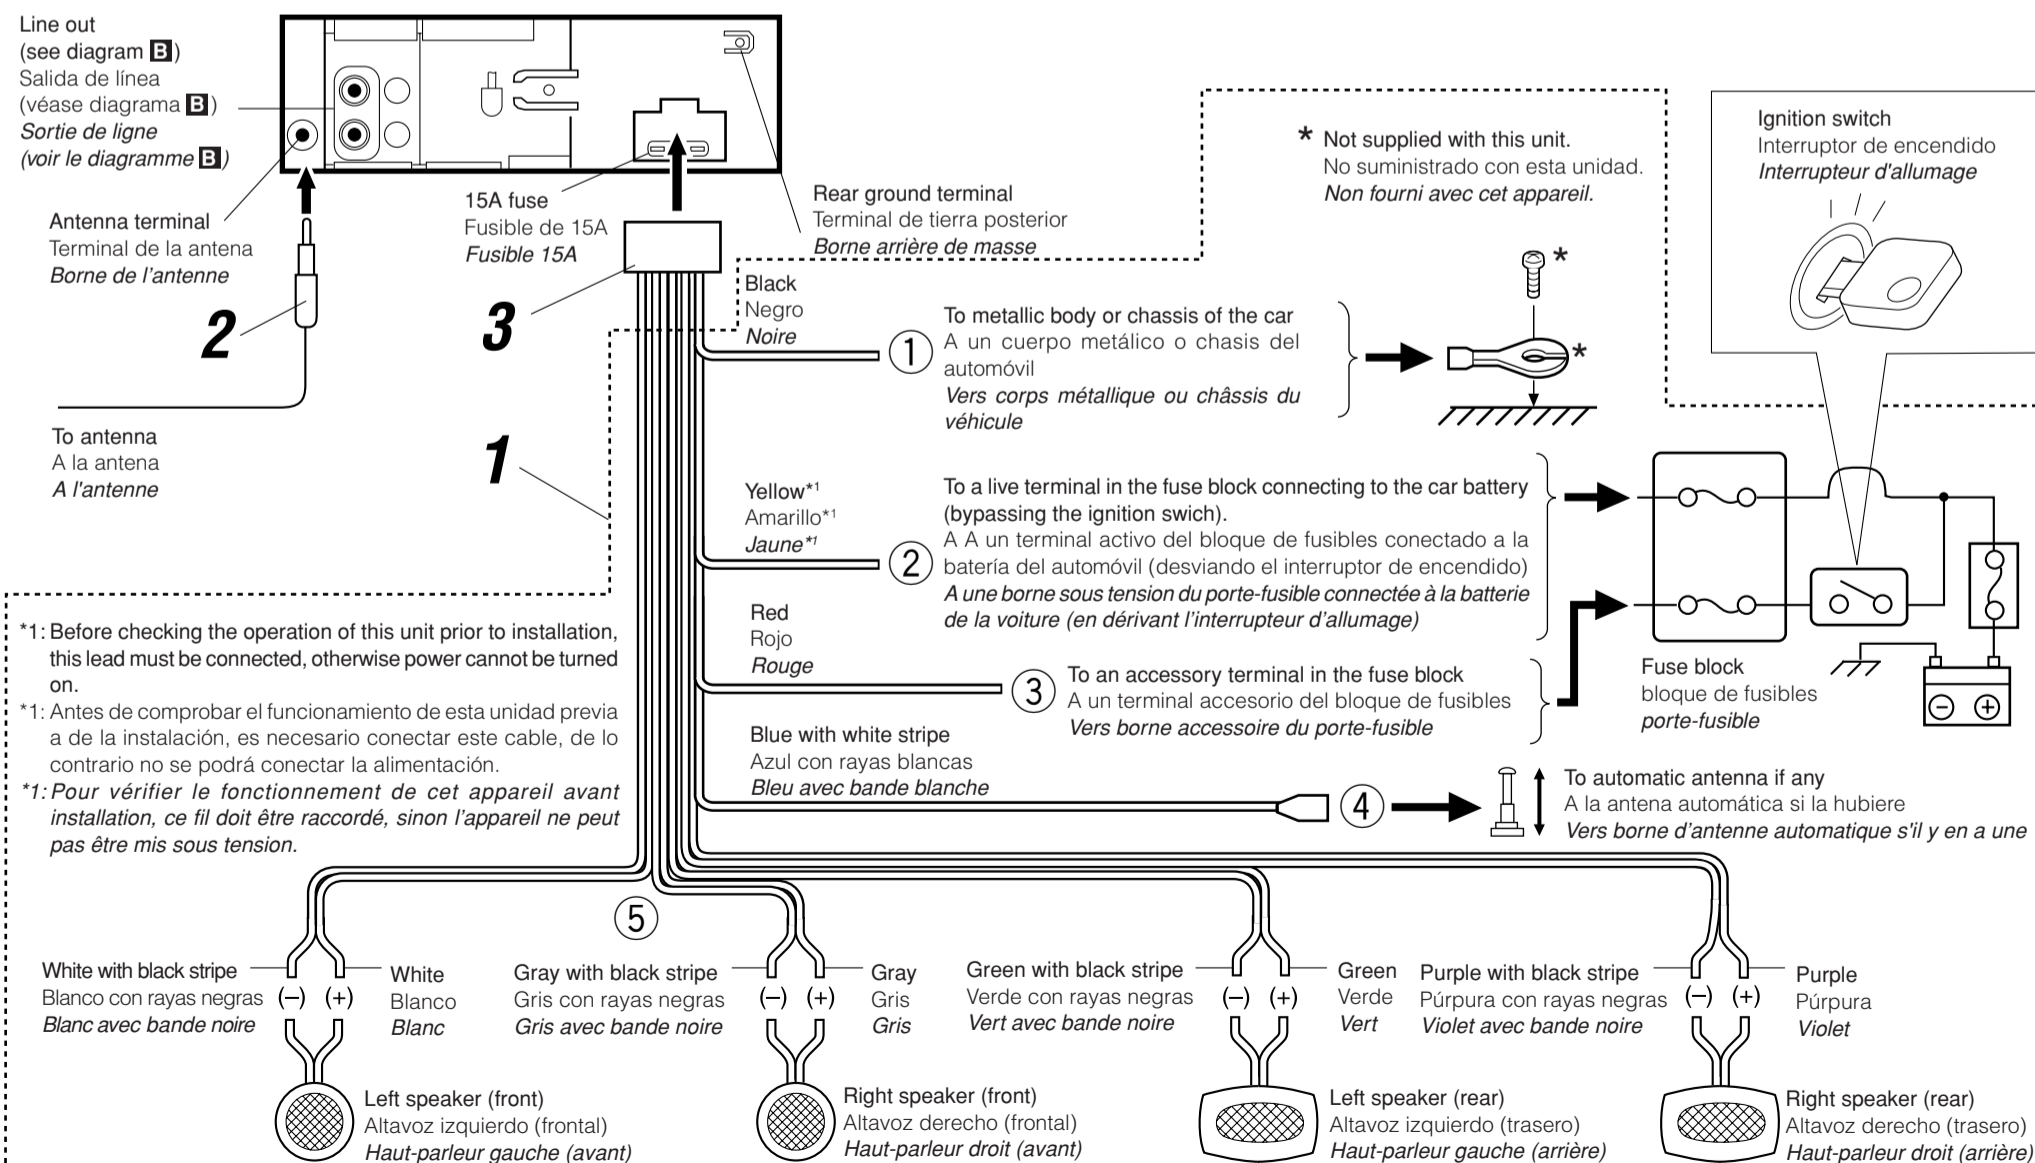 Line out
(see diagram B)
Salida de línea
(véase diagrama B)
Sortie de ligne
(voir le diagramme B)
Antenna terminal
Terminal de la antena
Borne de l'antenne
2
To antenna
A la antena
A l'antenne
15A fuse
Fusible de 15A
Fusible 15A
3
Rear ground terminal
Terminal de tierra posterior
Borne arrière de masse
* Not supplied with this unit.
No suministrado con esta unidad.
Non fourni avec cet appareil.
Ignition switch
Interruptor de encendido
Interrupteur d'allumage
1
Black
Negro
Noire
1
To metallic body or chassis of the car
A un cuerpo metálico o chasis del
automóvil
Vers corps métallique ou châssis du
véhicule
*
*
Yellow*1
Amarillo*1
Jaune*1
2
To a live terminal in the fuse block connecting to the car battery
(bypassing the ignition swich).
A A un terminal activo del bloque de fusibles conectado a la
batería del automóvil (desviando el interruptor de encendido)
A une borne sous tension du porte-fusible connectée à la batterie
de la voiture (en dérivant l'interrupteur d'allumage)
Red
Rojo
Rouge
3
To an accessory terminal in the fuse block
A un terminal accesorio del bloque de fusibles
Vers borne accessoire du porte-fusible
Fuse block
bloque de fusibles
porte-fusible
− +
Blue with white stripe
Azul con rayas blancas
Bleu avec bande blanche
4
To automatic antenna if any
A la antena automática si la hubiere
Vers borne d'antenne automatique s'il y en a une
*1: Before checking the operation of this unit prior to installation,
this lead must be connected, otherwise power cannot be turned
on.
*1: Antes de comprobar el funcionamiento de esta unidad previa
a de la instalación, es necesario conectar este cable, de lo
contrario no se podrá conectar la alimentación.
*1: Pour vérifier le fonctionnement de cet appareil avant
installation, ce fil doit être raccordé, sinon l'appareil ne peut
pas être mis sous tension.
5
White with black stripe
Blanco con rayas negras
Blanc avec bande noire
(−) (+)
White
Blanco
Blanc
Left speaker (front)
Altavoz izquierdo (frontal)
Haut-parleur gauche (avant)
Gray with black stripe
Gris con rayas negras
Gris avec bande noire
(−) (+)
Gray
Gris
Gris
Right speaker (front)
Altavoz derecho (frontal)
Haut-parleur droit (avant)
Green with black stripe
Verde con rayas negras
Vert avec bande noire
(−) (+)
Green
Verde
Vert
Left speaker (rear)
Altavoz izquierdo (trasero)
Haut-parleur gauche (arrière)
Purple with black stripe
Púrpura con rayas negras
Violet avec bande noire
(−) (+)
Purple
Púrpura
Violet
Right speaker (rear)
Altavoz derecho (trasero)
Haut-parleur droit (arrière)